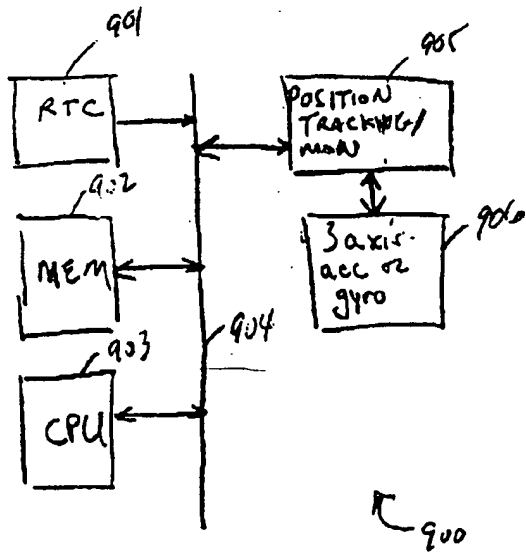 901
RTC
902
MEM
903
CPU
904
905
POSITION
TRACKING/
MON
906
3 axis
acc or
gyro
900